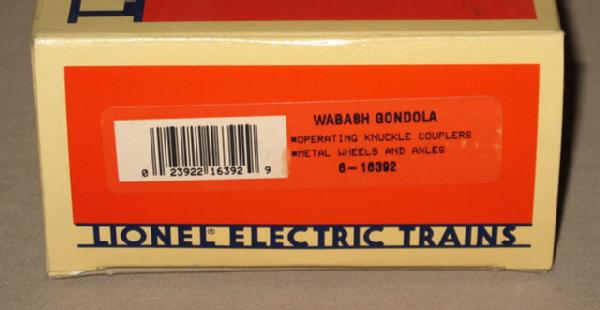 WABASH GONDOLA
▪OPERATING KNUCKLE COUPLERS
▪METAL WHEELS AND AXLES
6-16392
0 23922 16392 9
LIONEL® ELECTRIC TRAINS